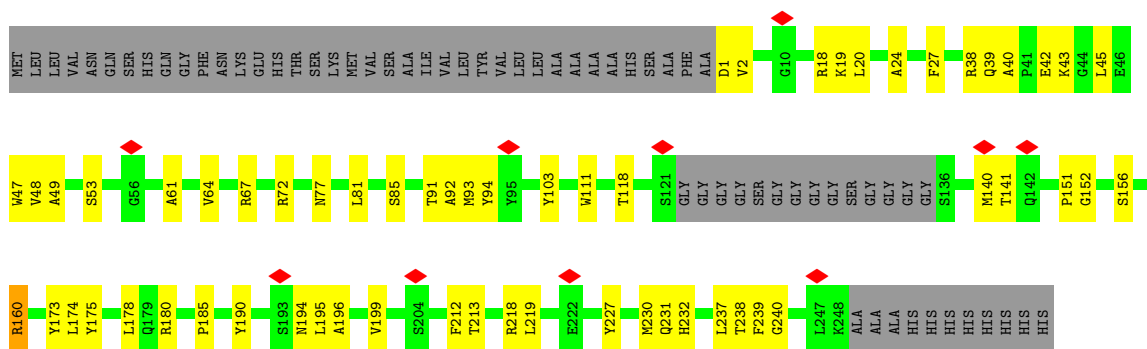 MET LEU LEU VAL ASN GLN SER HIS GLN GLY PHE ASN LYS GLU HIS THR SER LYS MET VAL SER ALA ILE VAL LEU TYR VAL LEU LEU ALA ALA ALA ALA HIS SER ALA PHE ALA D1 V2 G10 R18 K19 L20 A24 F27 R38 Q39 A40 P41 E42 K43 G44 L45 E46
W47 V48 A49 S53 G56 A61 V64 R67 R72 N77 L81 S85 T91 A92 M93 Y94 Y95 Y103 W111 T118 S121 GLY GLY GLY GLY SER GLY GLY GLY GLY SER GLY GLY GLY GLY S136 M140 T141 Q142 P151 G152 S156
R160 Y173 L174 Y175 L178 Q179 R180 P185 Y190 S193 N194 L195 A196 V199 S204 F212 T213 R218 L219 E222 Y227 M230 Q231 H232 L237 T238 F239 G240 L247 K248 ALA ALA ALA HIS HIS HIS HIS HIS HIS HIS HIS